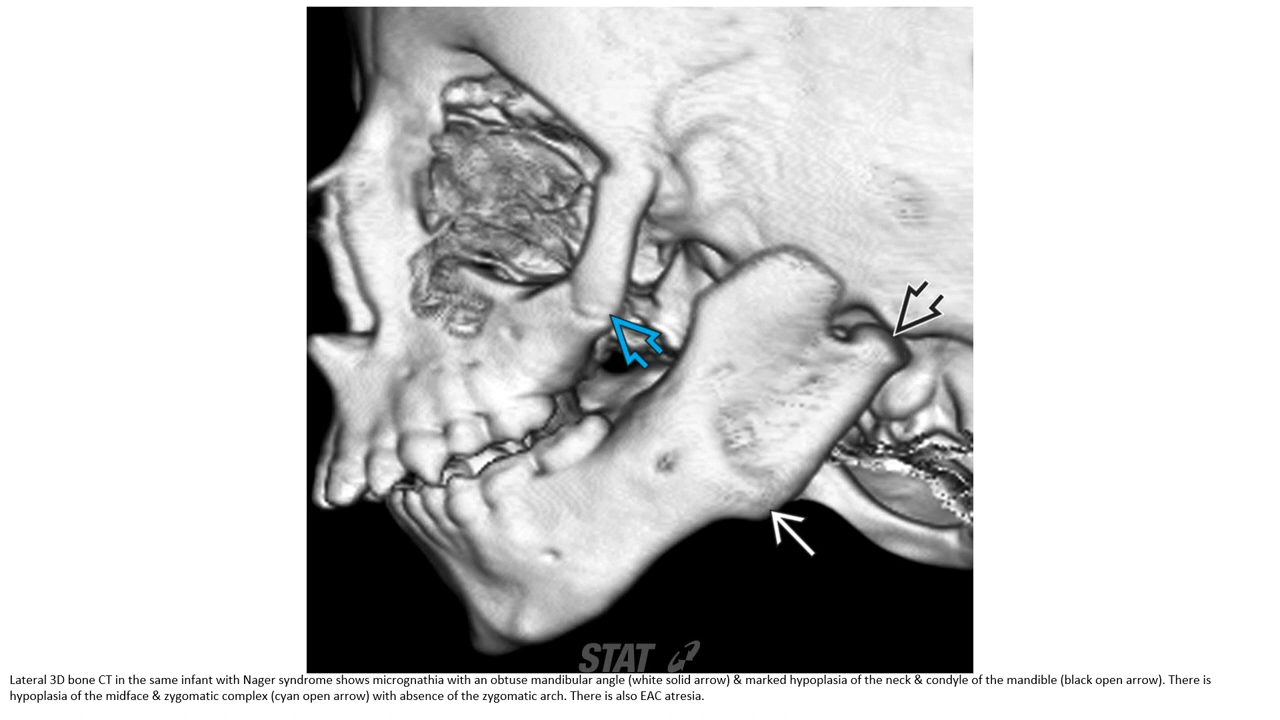 STAT
Lateral 3D bone CT in the same infant with Nager syndrome shows micrognathia with an obtuse mandibular angle (white solid arrow) & marked hypoplasia of the neck & condyle of the mandible (black open arrow). There is
hypoplasia of the midface & zygomatic complex (cyan open arrow) with absence of the zygomatic arch. There is also EAC atresia.